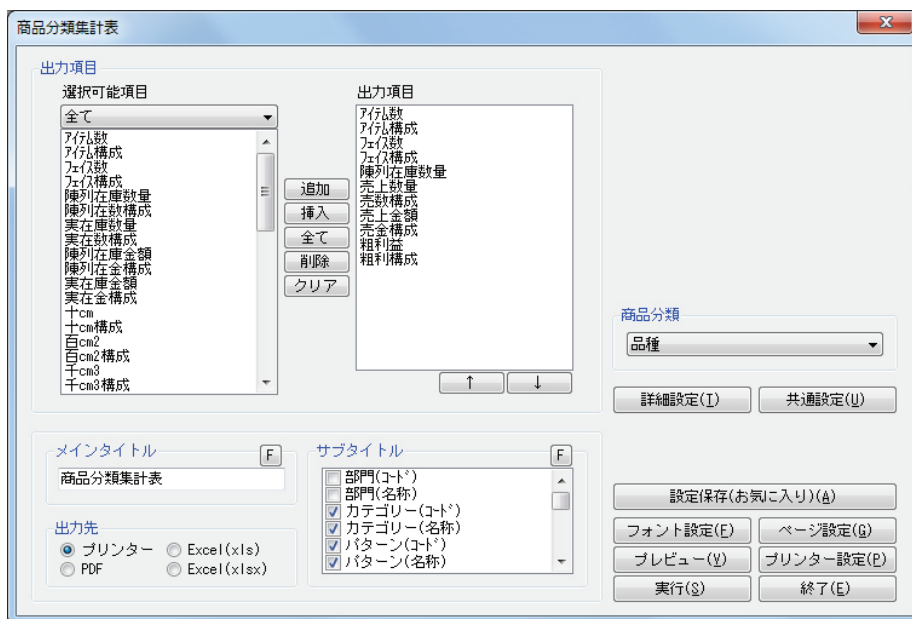 商品分類集計表
出力項目
選択可能項目
全て
ｱｲﾃﾑ数
ｱｲﾃﾑ構成
ﾌｪｲｽ数
ﾌｪｲｽ構成
陳列在庫数量
陳列在数構成
実在庫数量
実在数構成
陳列在庫金額
陳列在金構成
実在庫金額
実在金構成
十cm
十cm構成
百cm2
百cm2構成
千cm3
千cm3構成
追加
挿入
全て
削除
クリア
出力項目
ｱｲﾃﾑ数
ｱｲﾃﾑ構成
ﾌｪｲｽ数
ﾌｪｲｽ構成
陳列在庫数量
売上数量
売数構成
売上金額
売金構成
粗利益
粗利構成
↑ ↓
商品分類
品種
詳細設定(T) 共通設定(U)
メインタイトル F
商品分類集計表
出力先
プリンター Excel(xls)
PDF Excel(xlsx)
サブタイトル F
部門(ｺｰﾄﾞ)
部門(名称)
カテゴリー(ｺｰﾄﾞ)
カテゴリー(名称)
パターン(ｺｰﾄﾞ)
パターン(名称)
設定保存(お気に入り)(A)
フォント設定(F) ページ設定(G)
プレビュー(V) プリンター設定(P)
実行(S) 終了(E)